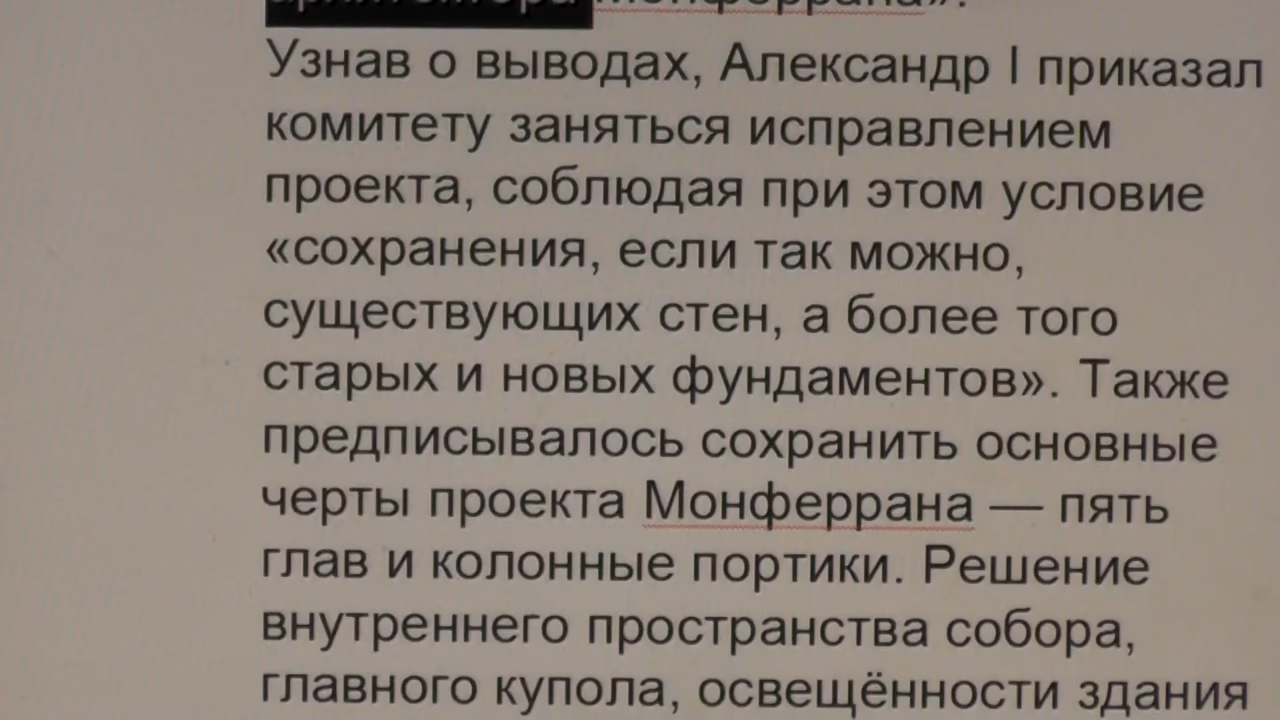 архитектора Монферрана».
Узнав о выводах, Александр I приказал
комитету заняться исправлением
проекта, соблюдая при этом условие
«сохранения, если так можно,
существующих стен, а более того
старых и новых фундаментов». Также
предписывалось сохранить основные
черты проекта Монферрана — пять
глав и колонные портики. Решение
внутреннего пространства собора,
главного купола, освещённости здания